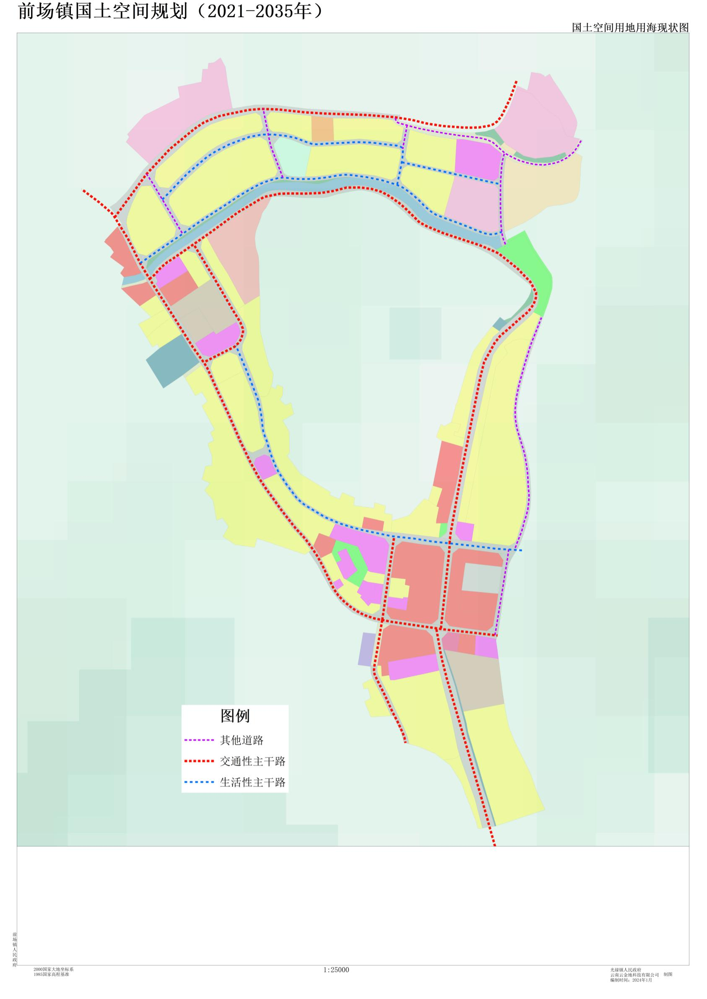 前场镇国土空间规划（2021-2035年）
国土空间用地用海现状图
图例
其他道路
交通性主干路
生活性主干路
前场镇人民政府
2000国家大地坐标系
1985国家高程基准
1:25000
光禄镇人民政府
云南云金地科技有限公司 制图
编制时间：2024年1月